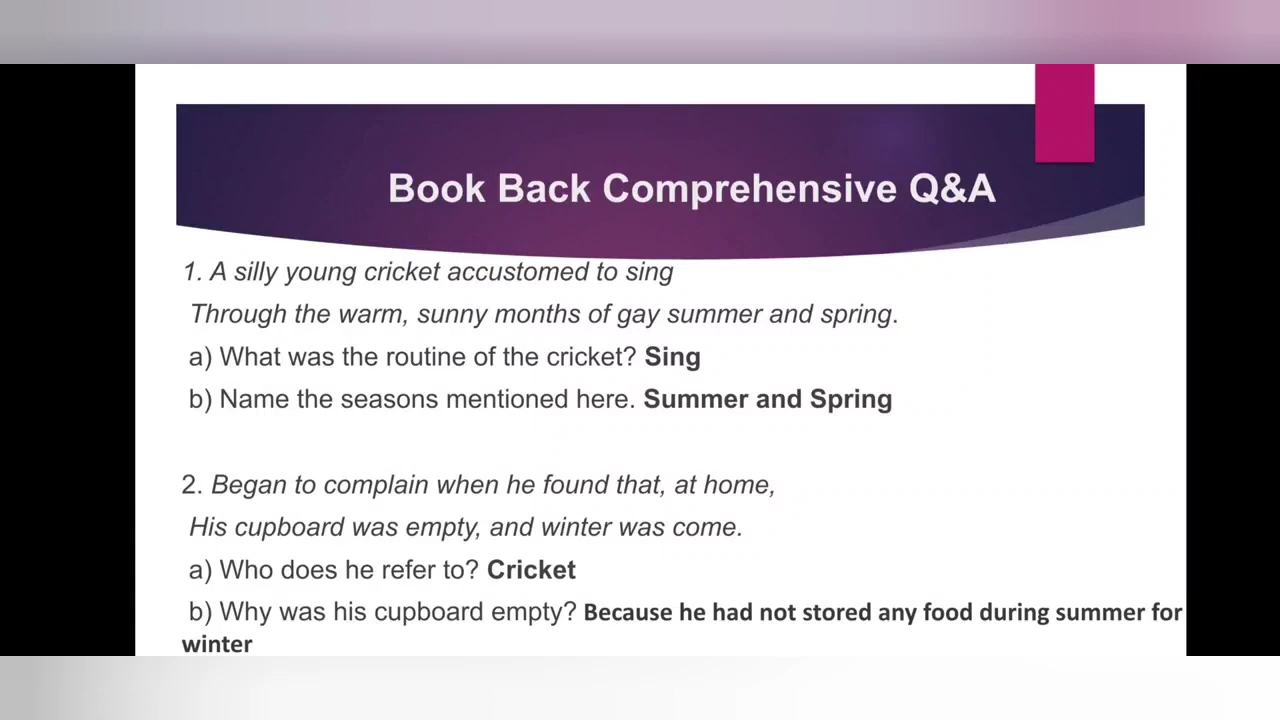 Book Back Comprehensive Q&A
1. A silly young cricket accustomed to sing
Through the warm, sunny months of gay summer and spring.
a) What was the routine of the cricket? Sing
b) Name the seasons mentioned here. Summer and Spring
2. Began to complain when he found that, at home,
His cupboard was empty, and winter was come.
a) Who does he refer to? Cricket
b) Why was his cupboard empty? Because he had not stored any food during summer for
winter